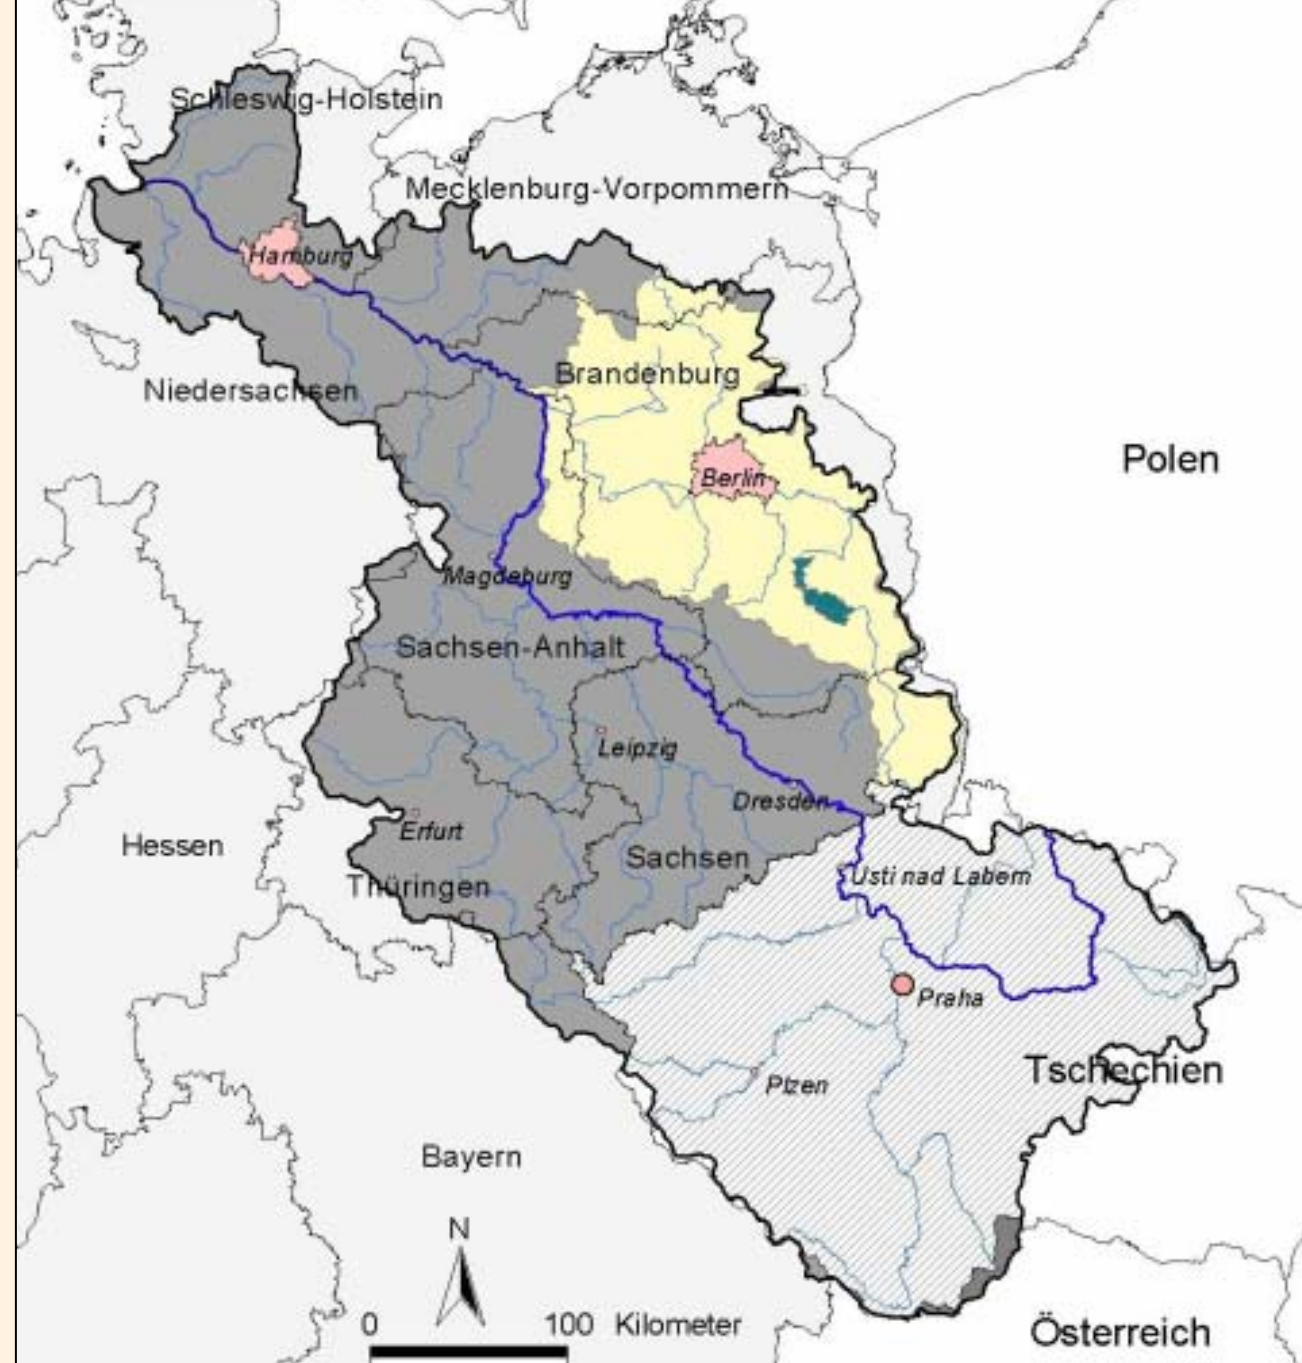 Schleswig-Holstein
Mecklenburg-Vorpommern
Hamburg
Brandenburg
Niedersachsen
Polen
Berlin
Magdeburg
Sachsen-Anhalt
Leipzig
Dresden
Erfurt
Hessen
Sachsen
Usti nad Labem
Thüringen
Praha
Tschechien
Plzen
Bayern
N
0 100 Kilometer
Österreich